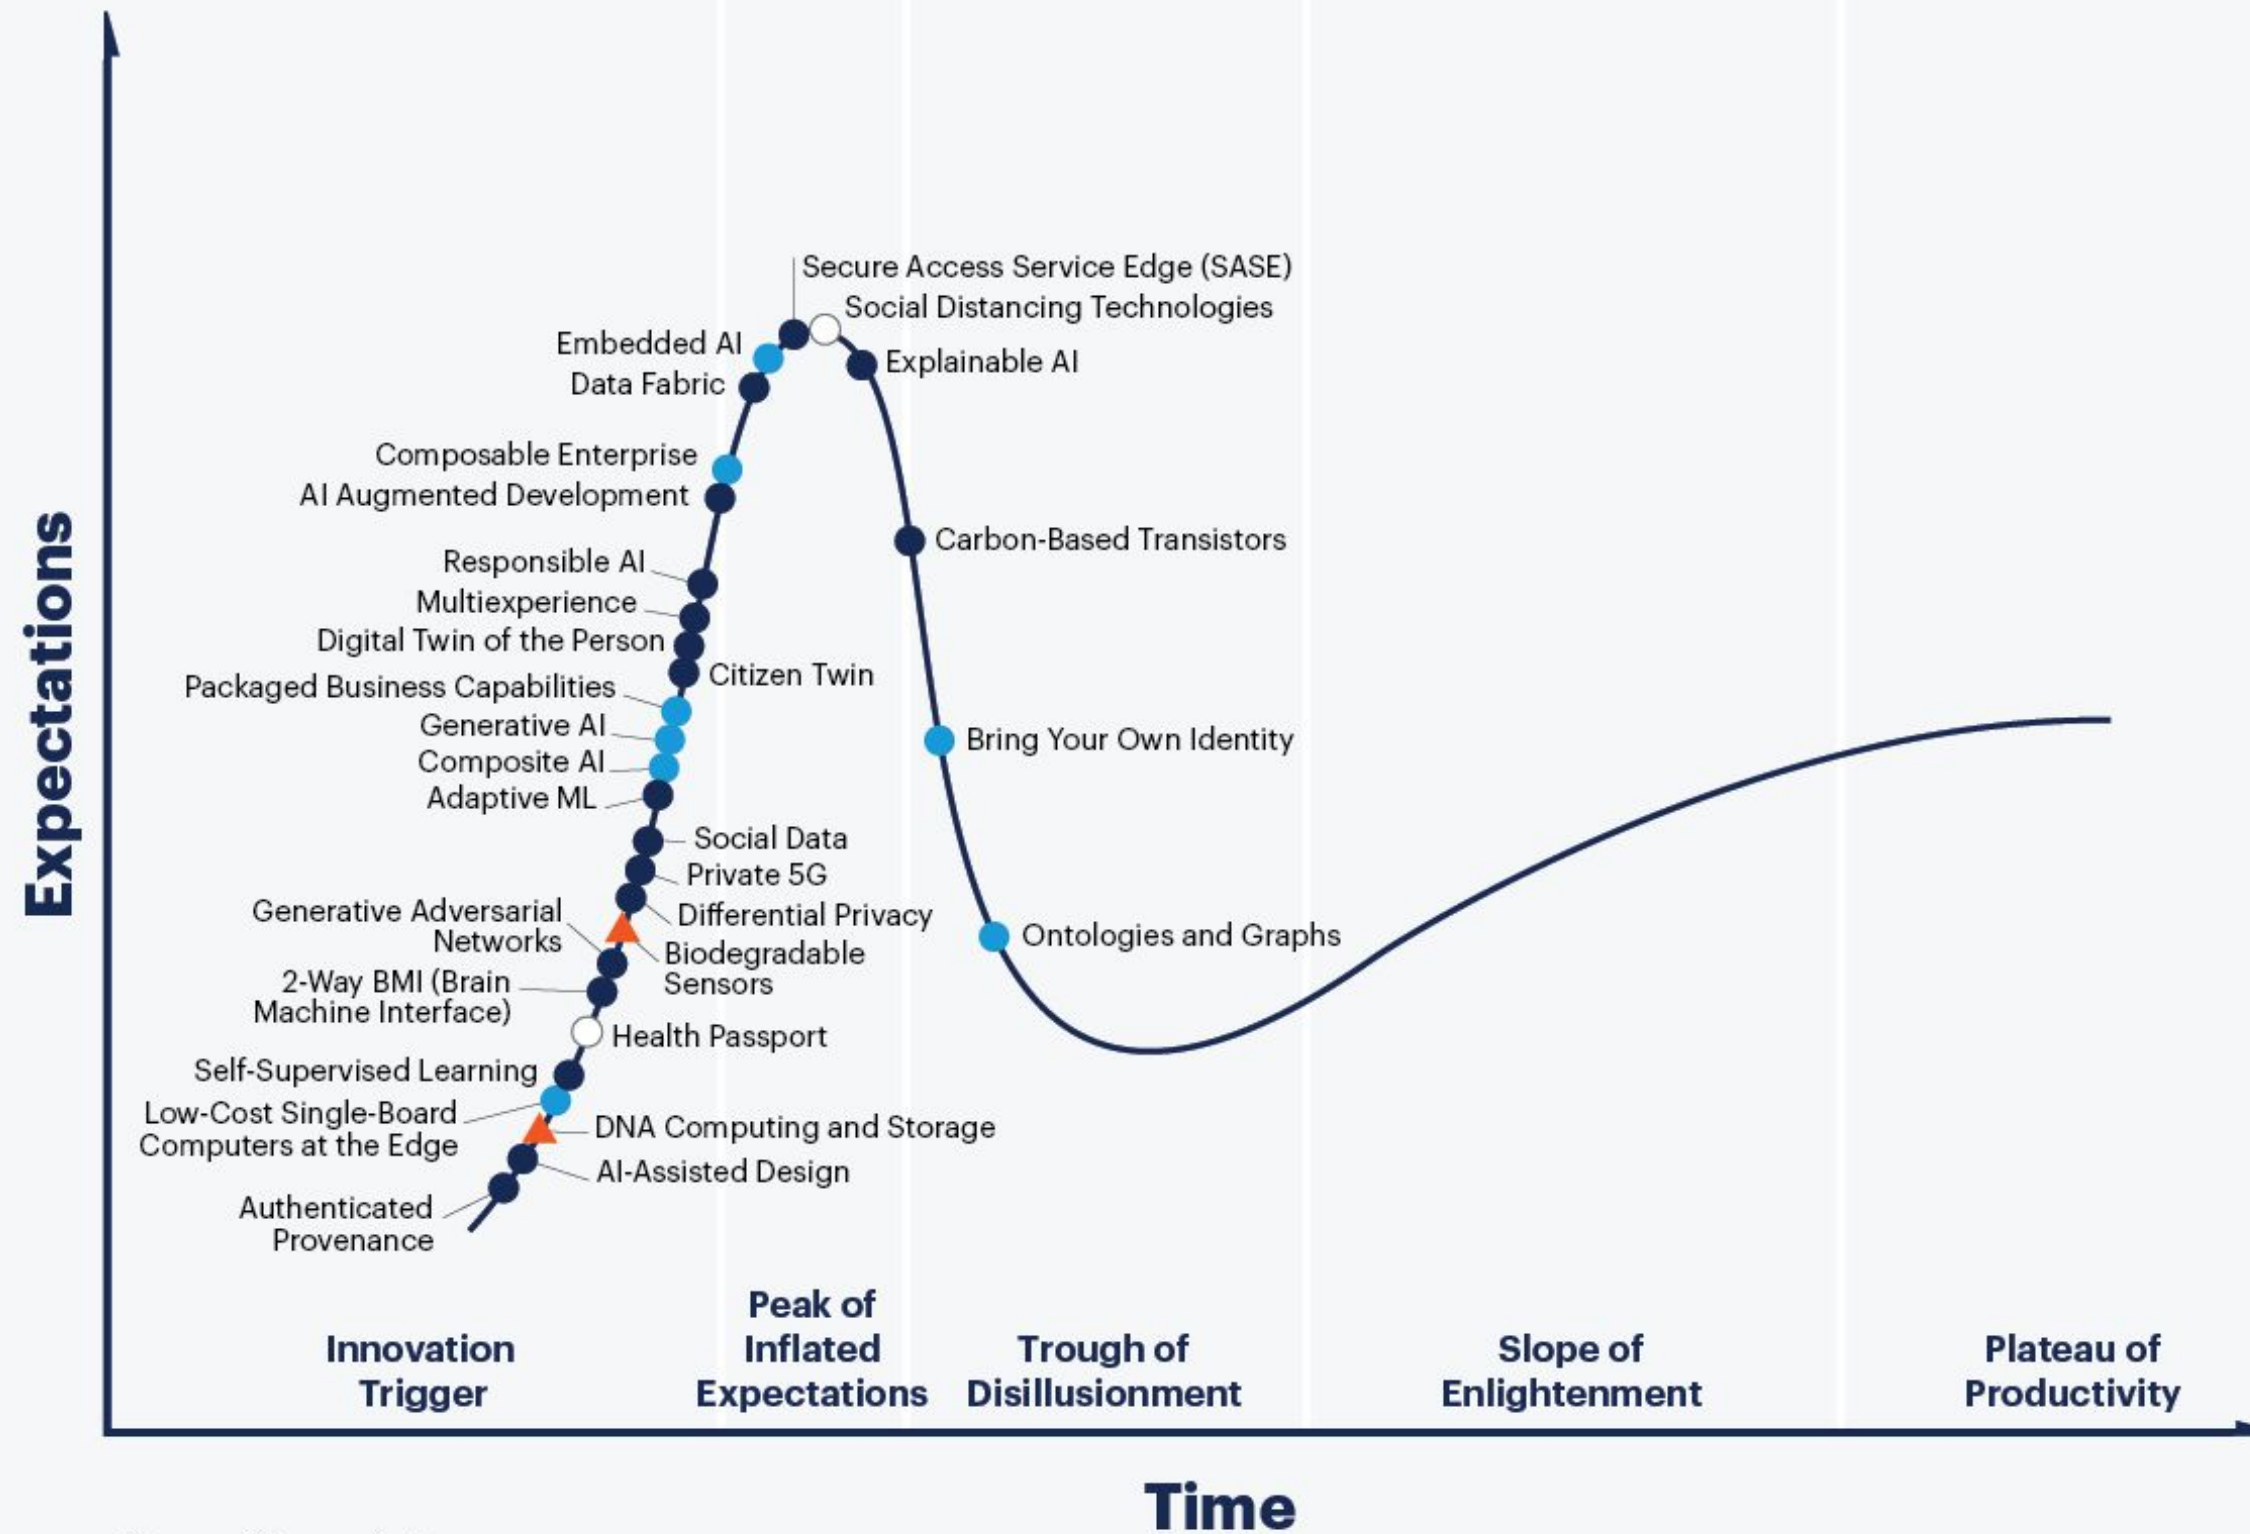 Secure Access Service Edge (SASE)
Social Distancing Technologies
Embedded AI
Explainable AI
Data Fabric
Composable Enterprise
AI Augmented Development
Carbon-Based Transistors
Responsible AI
Multiexperience
Digital Twin of the Person
Citizen Twin
Packaged Business Capabilities
Generative AI
Bring Your Own Identity
Composite AI
Adaptive ML
Social Data
Private 5G
Generative Adversarial
Networks
Differential Privacy
Ontologies and Graphs
Biodegradable
Sensors
2-Way BMI (Brain
Machine Interface)
Health Passport
Self-Supervised Learning
Low-Cost Single-Board
Computers at the Edge
DNA Computing and Storage
AI-Assisted Design
Authenticated
Provenance
Expectations
Innovation
Trigger
Peak of
Inflated
Expectations
Trough of
Disillusionment
Slope of
Enlightenment
Plateau of
Productivity
Time